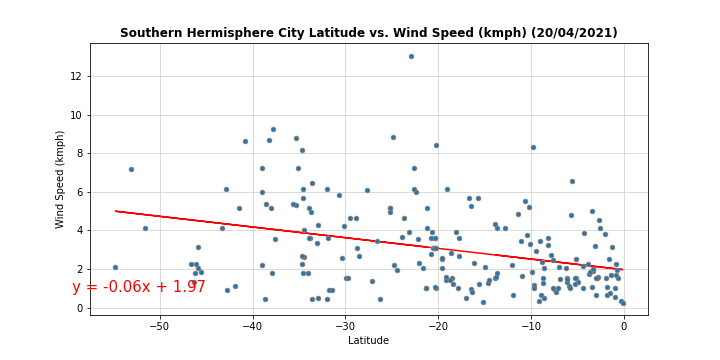 Southern Hermisphere City Latitude vs. Wind Speed (kmph) (20/04/2021)
12
10
8
6
4
2
0
Wind Speed (kmph)
y = -0.06x + 1.97
−50 −40 −30 −20 −10 0
Latitude